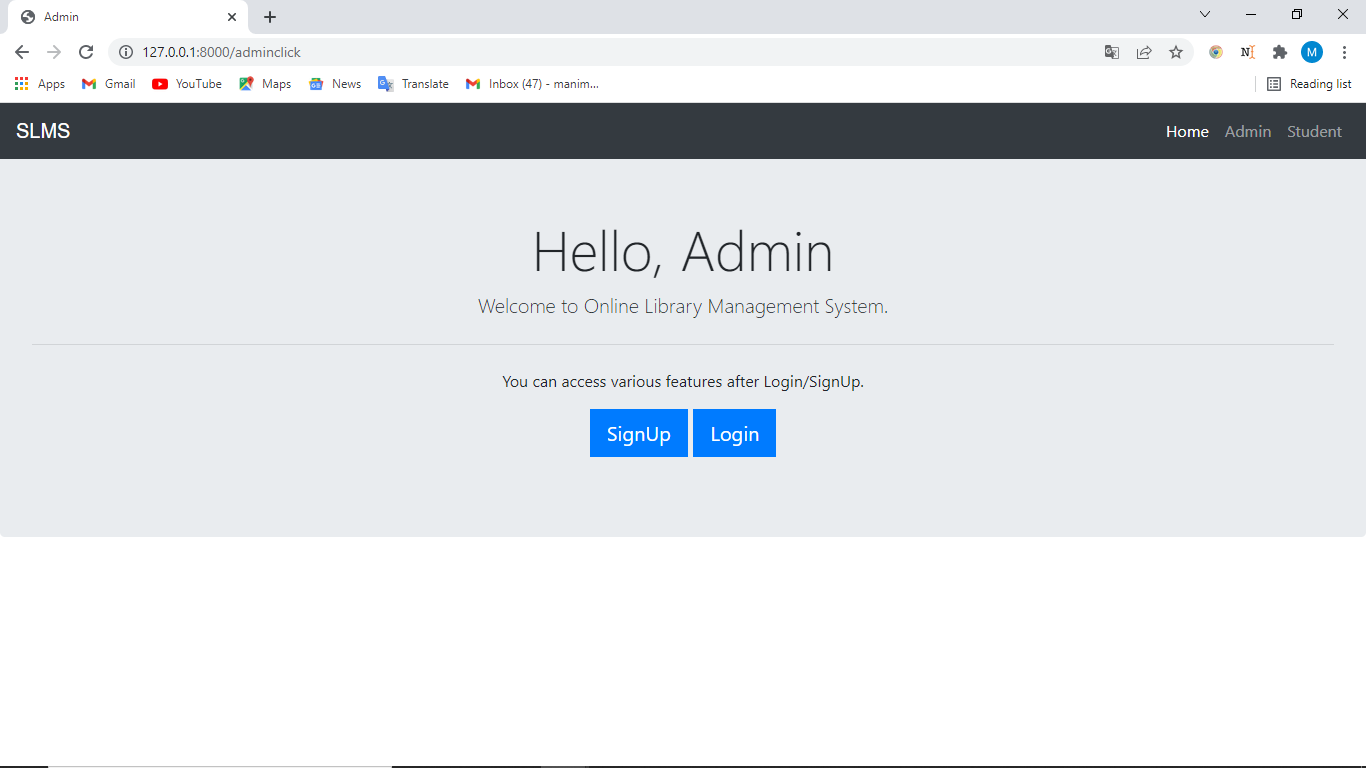 Admin
127.0.0.1:8000/adminclick
M
Apps Gmail YouTube Maps News Translate Inbox (47) - manim... Reading list
SLMS Home Admin Student
Hello, Admin
Welcome to Online Library Management System.
You can access various features after Login/SignUp.
SignUp Login